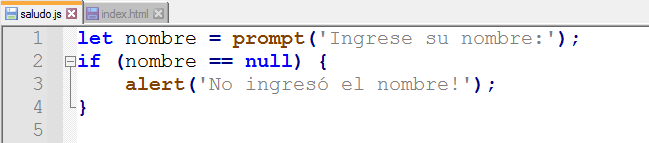 saludo.js index.html
1 let nombre = prompt('Ingrese su nombre:');
2 if (nombre == null) {
3 alert('No ingresó el nombre!');
4 }
5